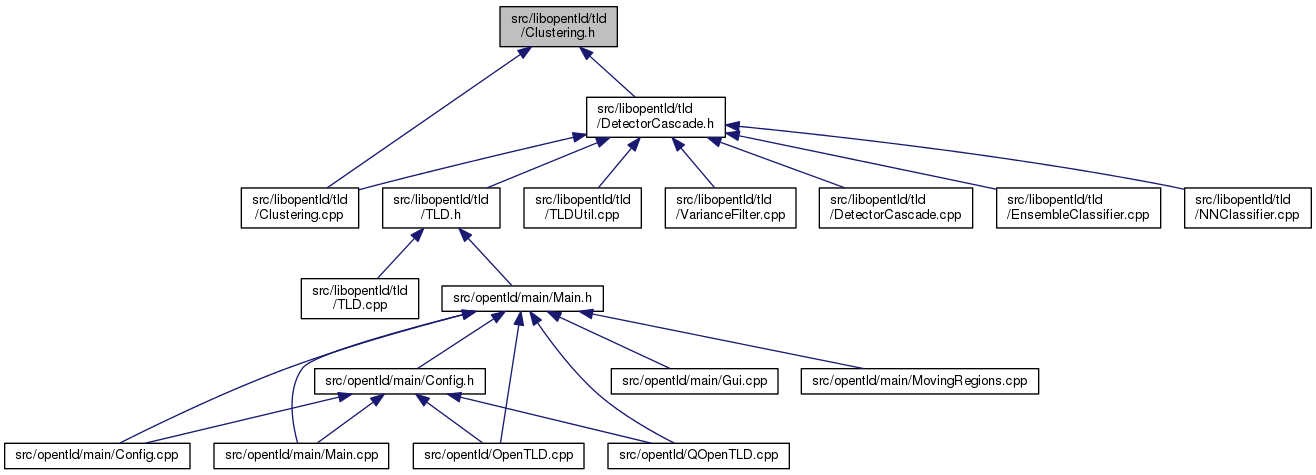 src/libopentld/tld
/Clustering.h
src/libopentld/tld
/DetectorCascade.h
src/libopentld/tld
/Clustering.cpp
src/libopentld/tld
/TLD.h
src/libopentld/tld
/TLDUtil.cpp
src/libopentld/tld
/VarianceFilter.cpp
src/libopentld/tld
/DetectorCascade.cpp
src/libopentld/tld
/EnsembleClassifier.cpp
src/libopentld/tld
/NNClassifier.cpp
src/libopentld/tld
/TLD.cpp
src/opentld/main/Main.h
src/opentld/main/Config.h
src/opentld/main/Gui.cpp
src/opentld/main/MovingRegions.cpp
src/opentld/main/Config.cpp
src/opentld/main/Main.cpp
src/opentld/OpenTLD.cpp
src/opentld/QOpenTLD.cpp